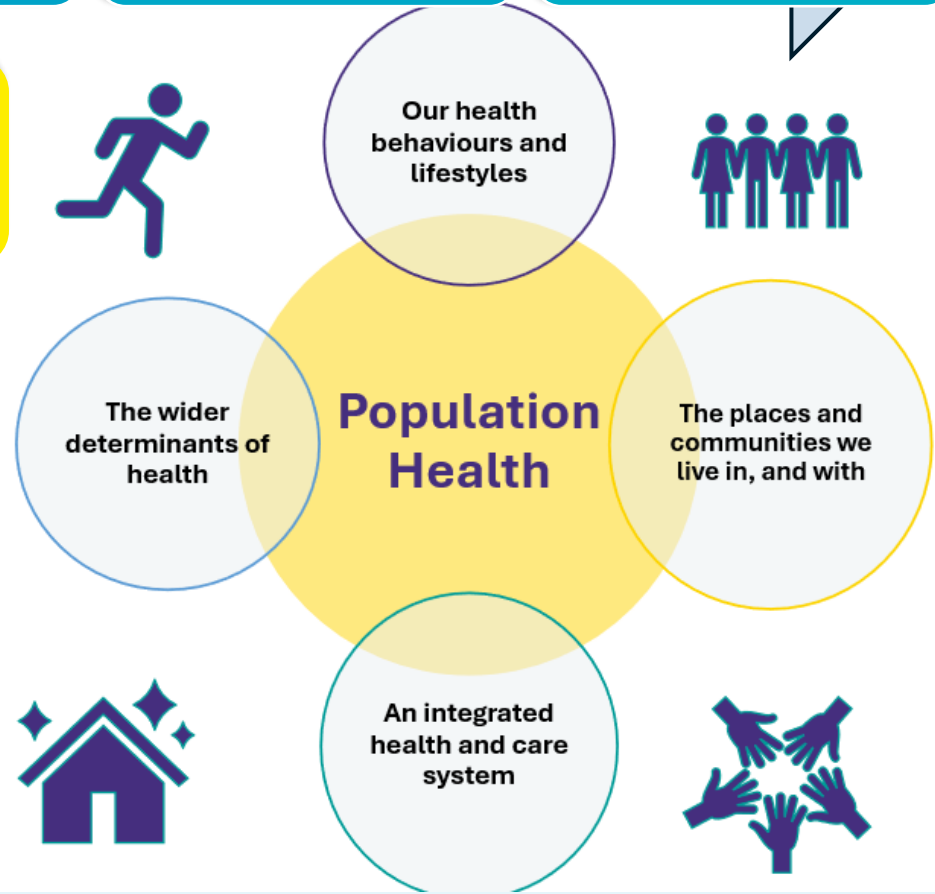 Our health
behaviours and
lifestyles
The wider
determinants of
health
Population
Health
The places and
communities we
live in, and with
An integrated
health and care
system